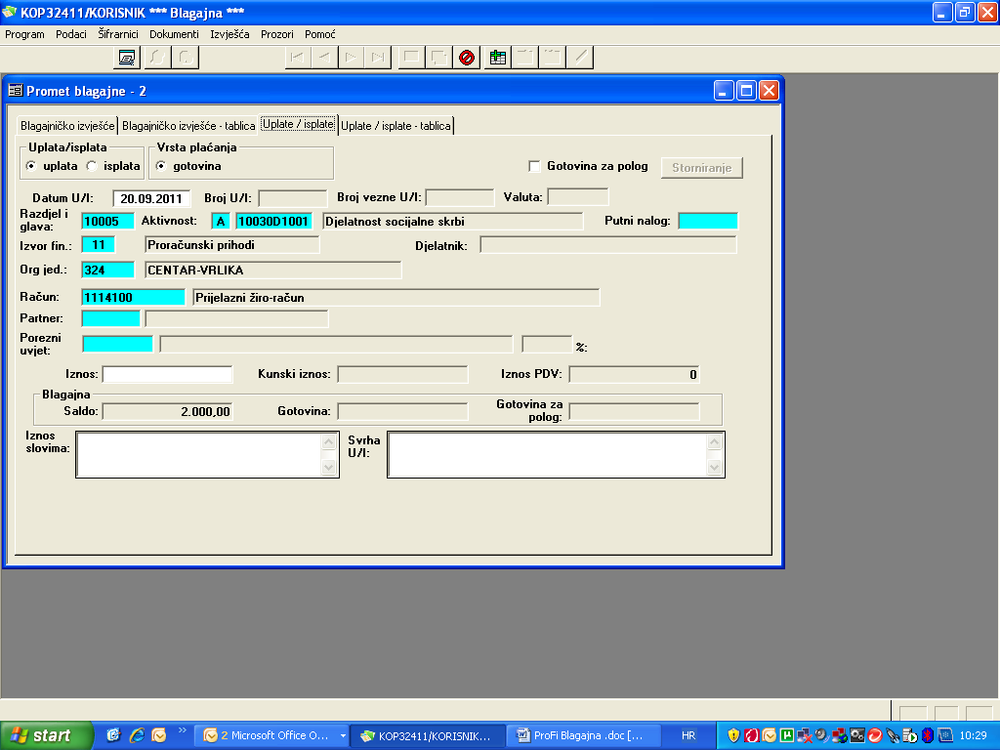 KOP32411/KORISNIK *** Blagajna ***
Program Podaci Šifrarnici Dokumenti Izvješća Prozori Pomoć
Promet blagajne - 2
Blagajničko izvješće Blagajničko izvješće - tablica Uplate / isplate Uplate / isplate - tablica
Uplata/isplata Vrsta plaćanja
uplata isplata gotovina Gotovina za polog Storniranje
Datum U/I: 20.09.2011 Broj U/I: Broj vezne U/I: Valuta:
Razdjel i glava: 10005 Aktivnost: A 10030D1001 Djelatnost socijalne skrbi Putni nalog:
Izvor fin.: 11 Proračunski prihodi Djelatnik:
Org jed.: 324 CENTAR-VRLIKA
Račun: 1114100 Prijelazni žiro-račun
Partner:
Porezni uvjet: %:
Iznos: Kunski iznos: Iznos PDV: 0
Blagajna
Saldo: 2.000,00 Gotovina: Gotovina za polog:
Iznos slovima: Svrha U/I:
start 2 Microsoft Office O... KOP32411/KORISNIK... ProFi Blagajna .doc [... HR 10:29